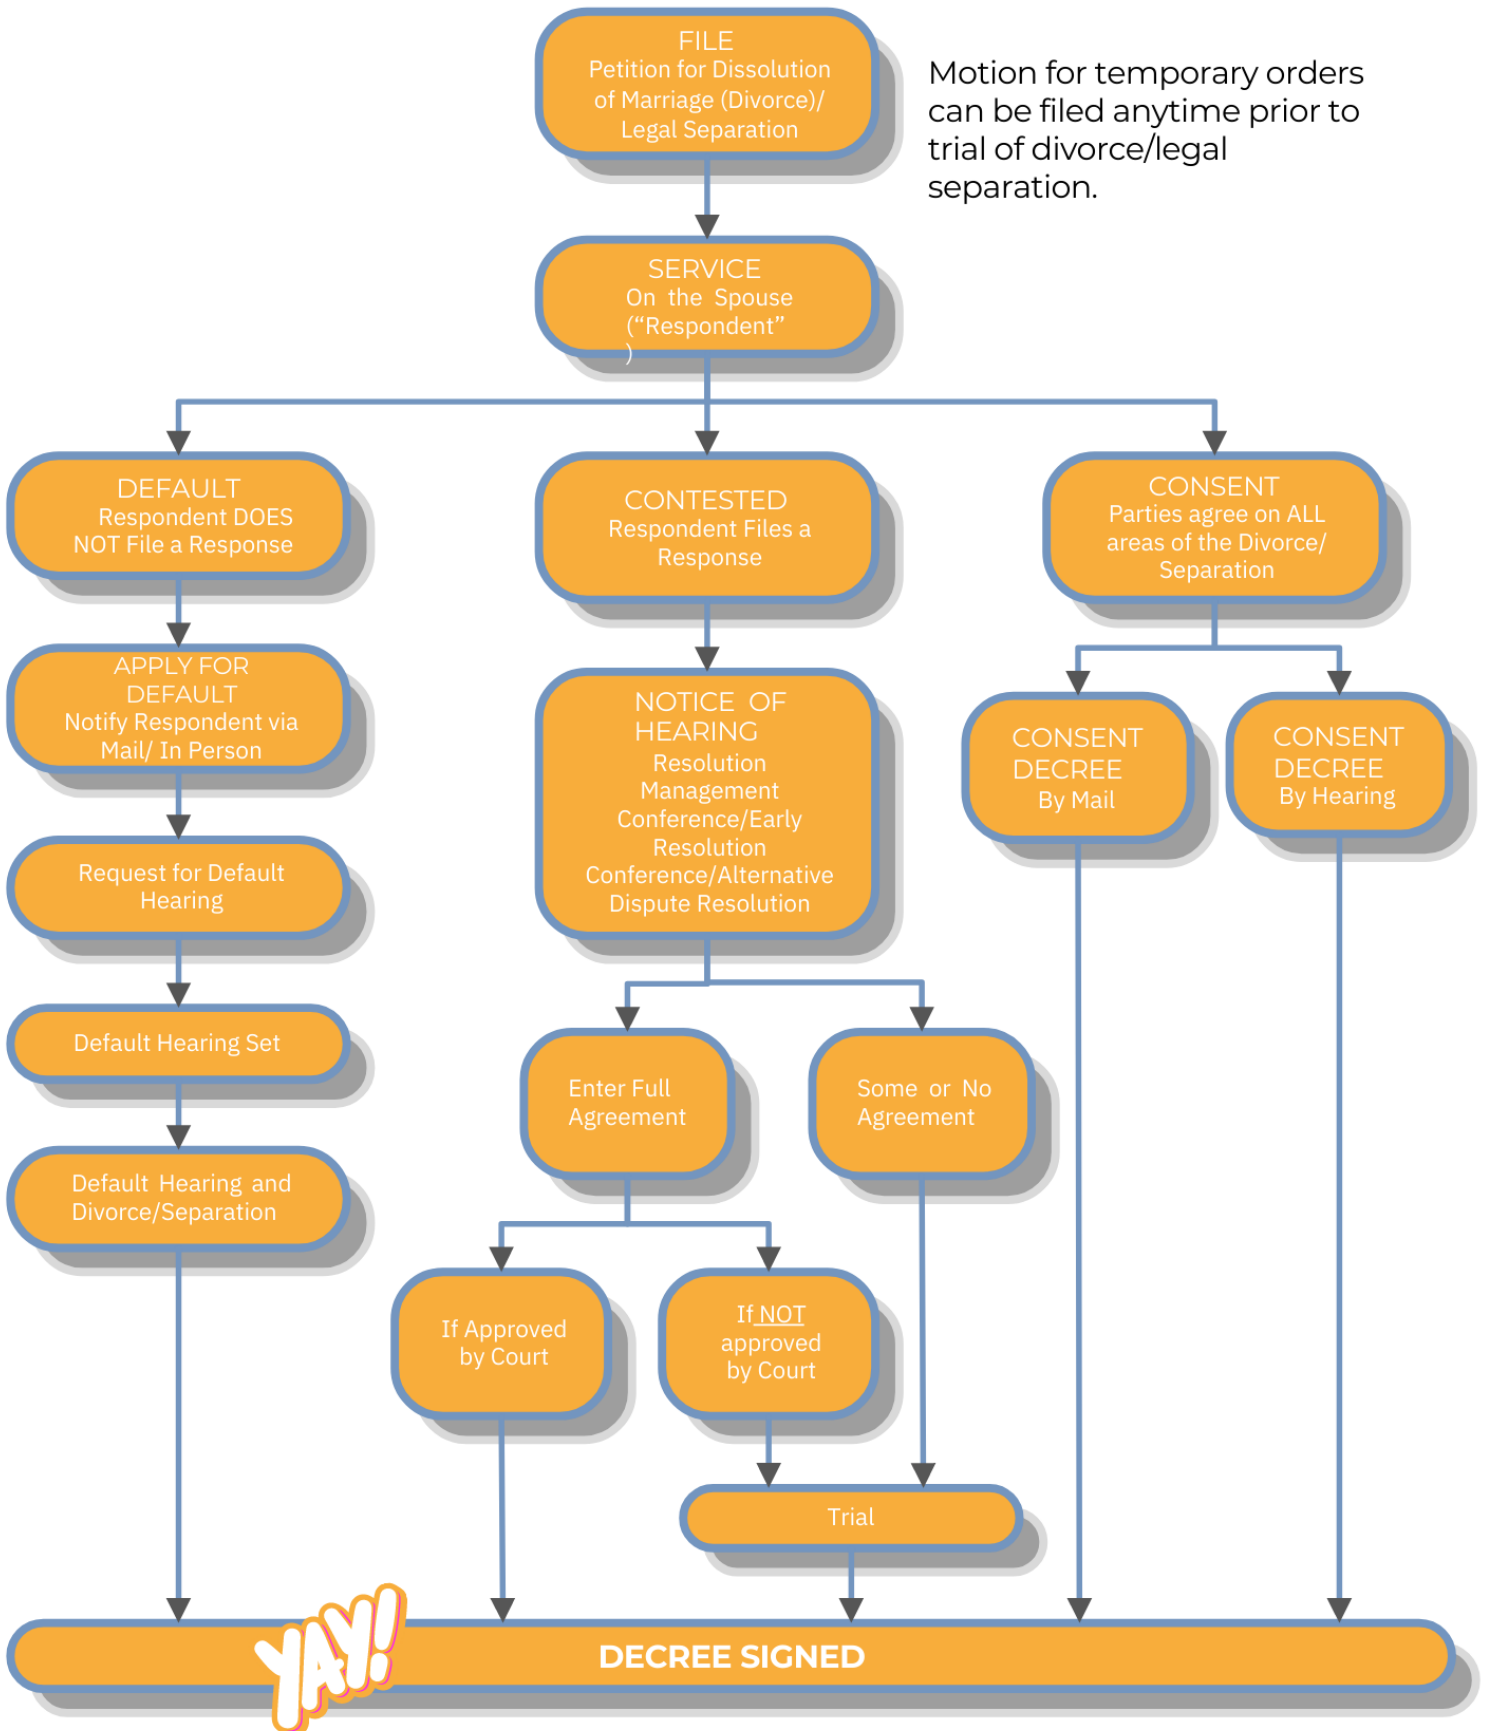 FILE
Petition for Dissolution
of Marriage (Divorce)/
Legal Separation
Motion for temporary orders
can be filed anytime prior to
trial of divorce/legal
separation.
SERVICE
On the Spouse
(“Respondent”
)
DEFAULT
Respondent DOES
NOT File a Response
CONTESTED
Respondent Files a
Response
CONSENT
Parties agree on ALL
areas of the Divorce/
Separation
APPLY FOR
DEFAULT
Notify Respondent via
Mail/ In Person
NOTICE OF
HEARING
Resolution
Management
Conference/Early
Resolution
Conference/Alternative
Dispute Resolution
CONSENT
DECREE
By Mail
CONSENT
DECREE
By Hearing
Request for Default
Hearing
Default Hearing Set
Enter Full
Agreement
Some or No
Agreement
Default Hearing and
Divorce/Separation
If Approved
by Court
If NOT
approved
by Court
Trial
YAY!
DECREE SIGNED